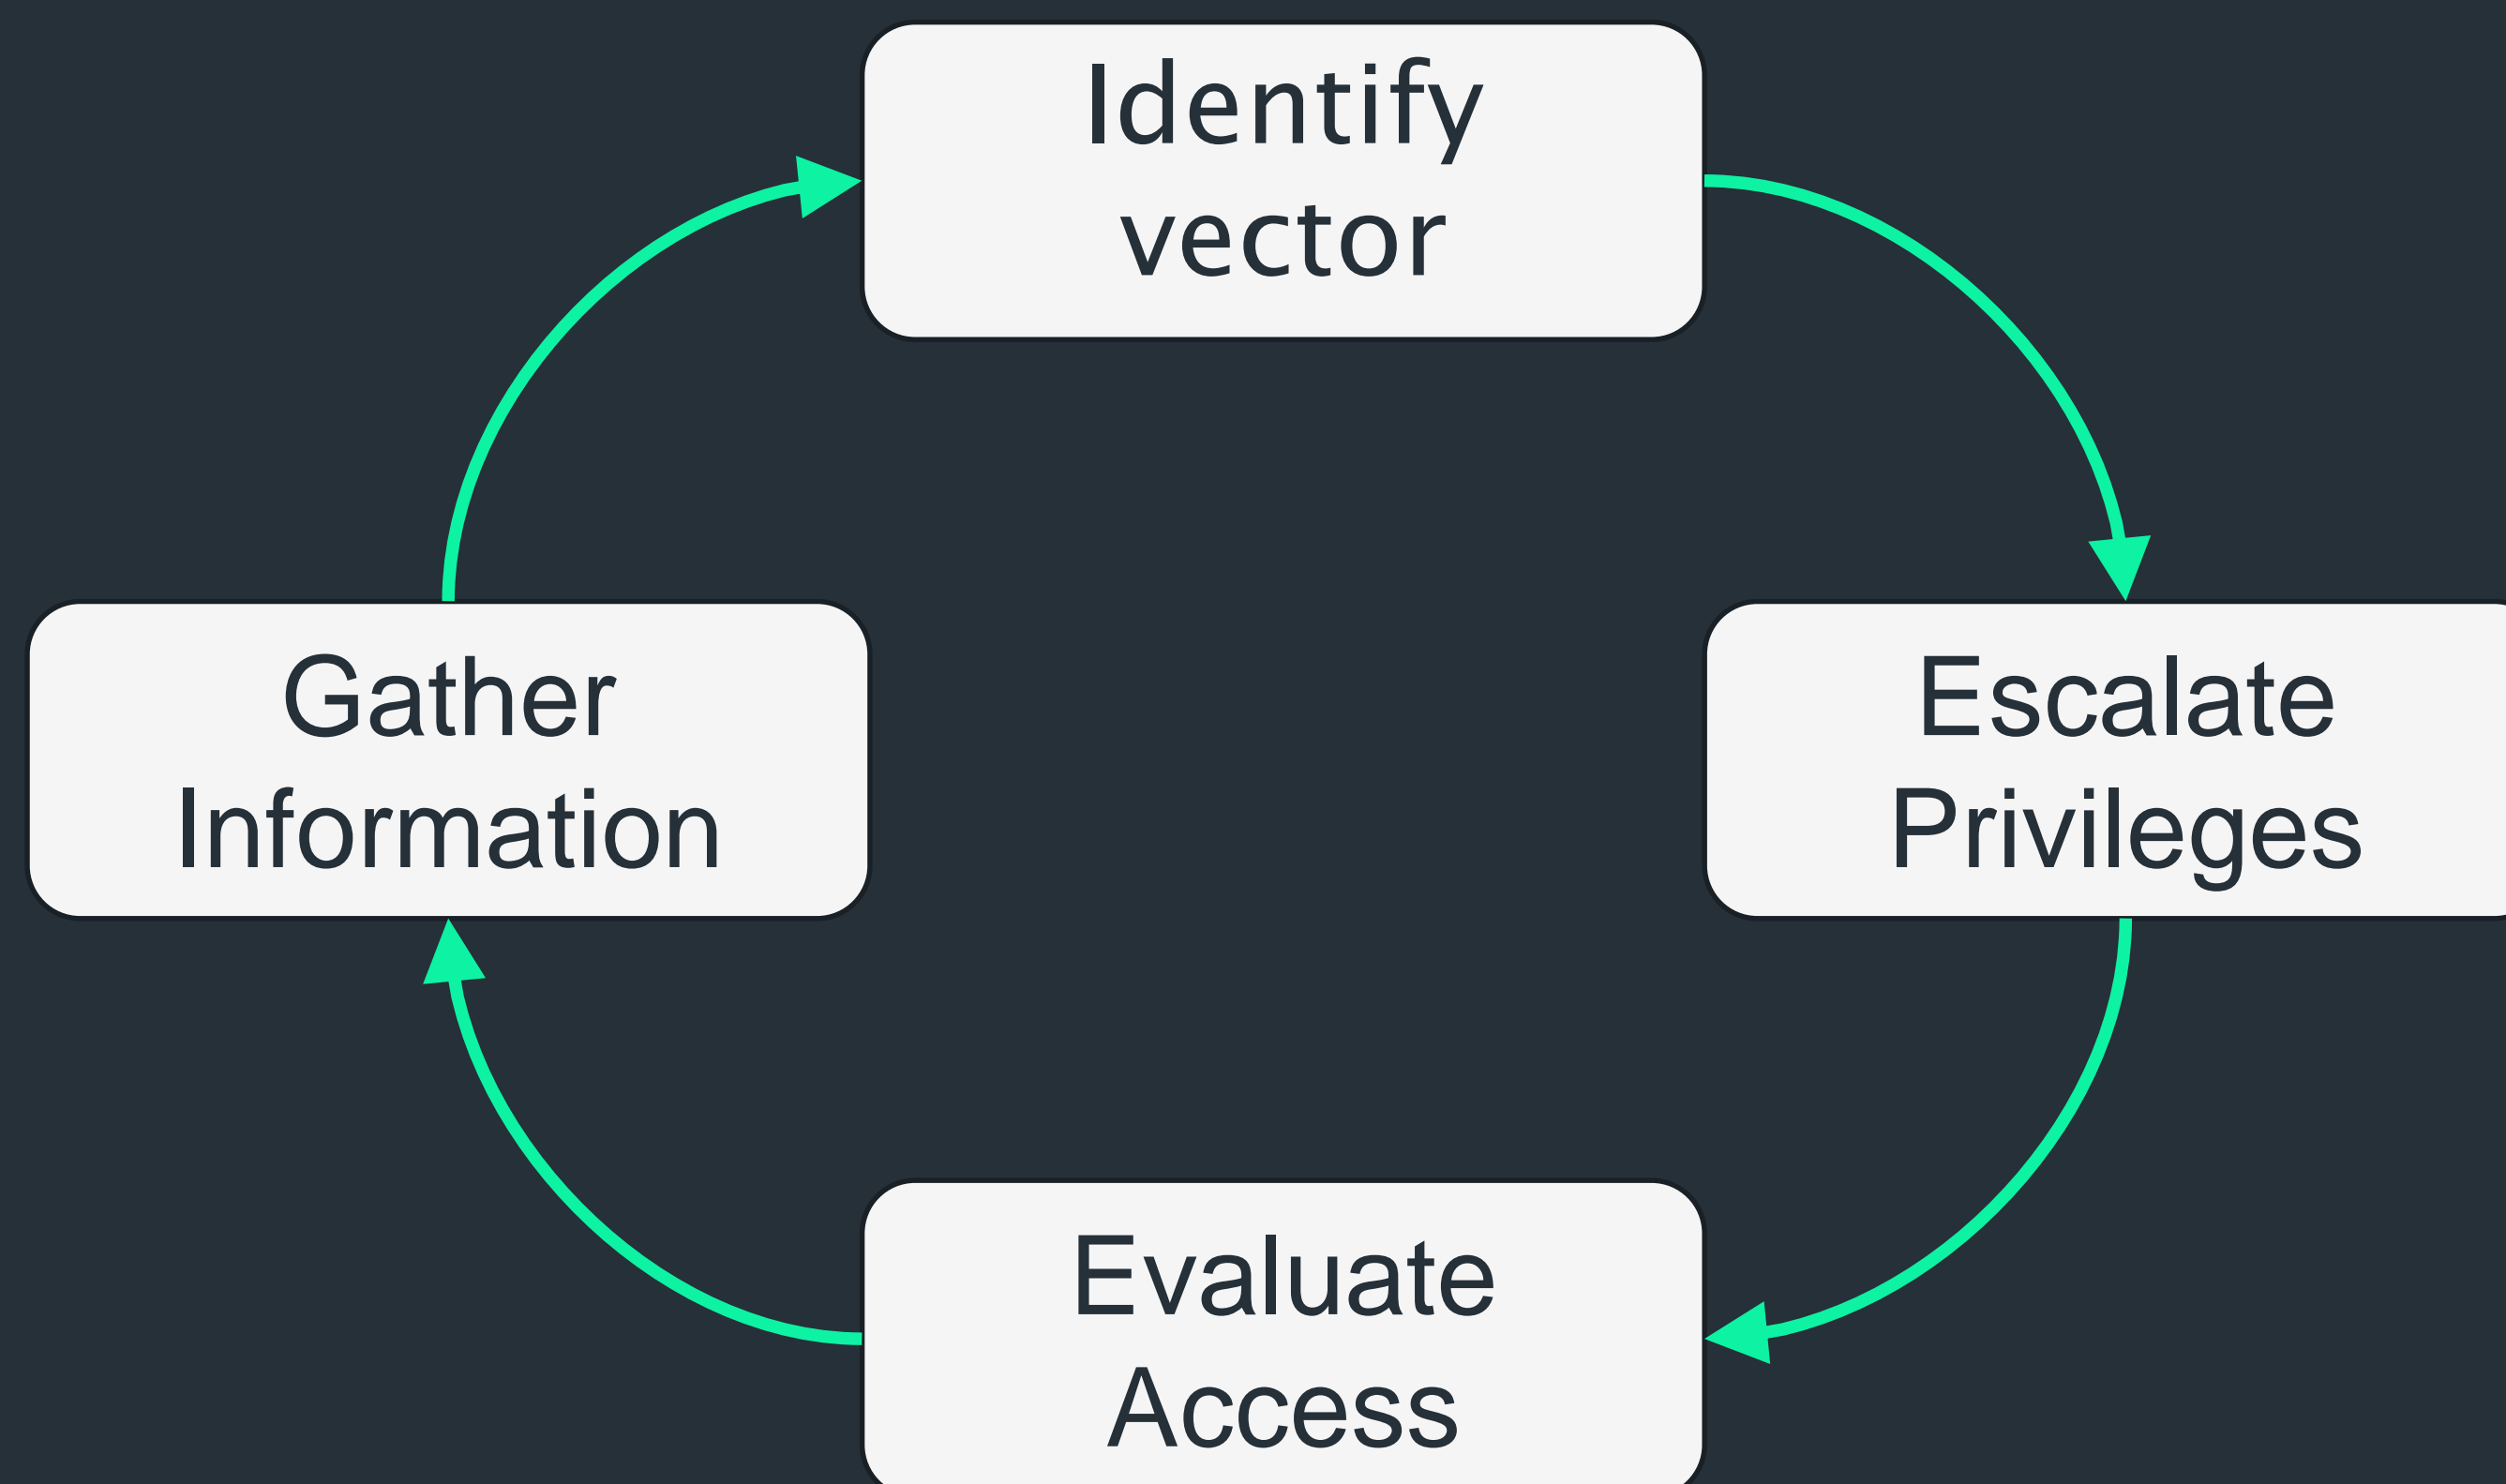 Identify
vector
Gather
Information
Escalate
Privileges
Evaluate
Access